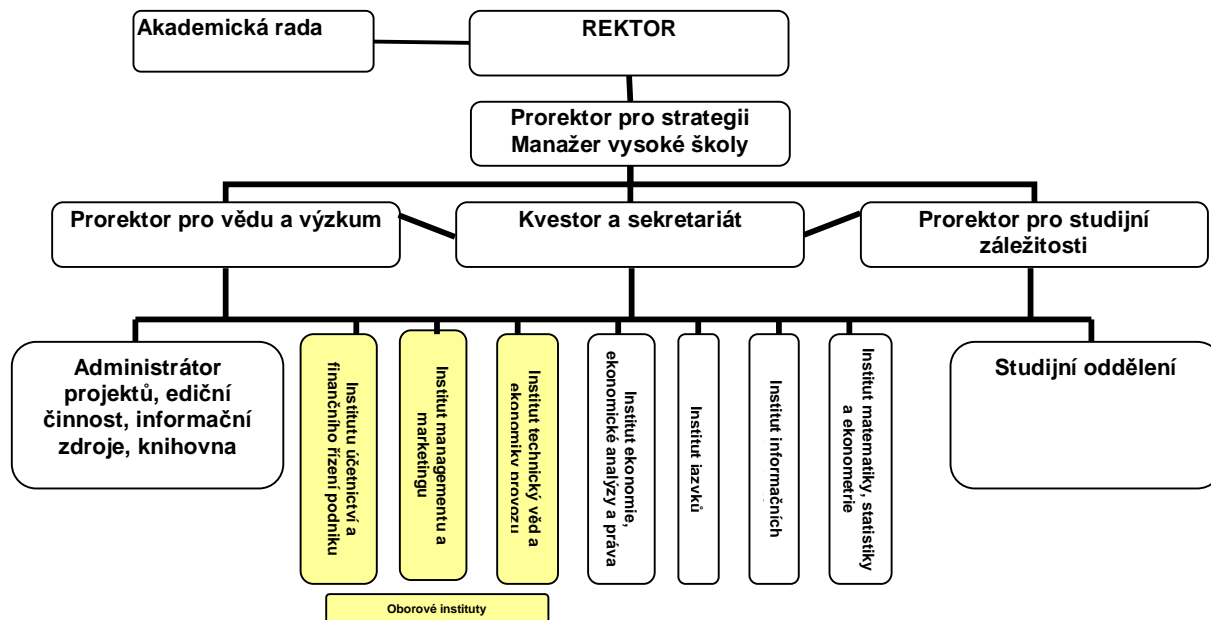 Akademická rada
REKTOR
Prorektor pro strategii
Manažer vysoké školy
Prorektor pro vědu a výzkum
Kvestor a sekretariát
Prorektor pro studijní
záležitosti
Administrátor
projektů, ediční
činnost, informační
zdroje, knihovna
Institutu účetnictví a
finančního řízení podniku
Institut managementu a
marketingu
Institut technický věd a
ekonomiky provozu
Institut ekonomie,
ekonomické analýzy a práva
Institut jazyků
Institut informačních
Institut matematiky, statistiky
a ekonometrie
Studijní oddělení
Oborové instituty